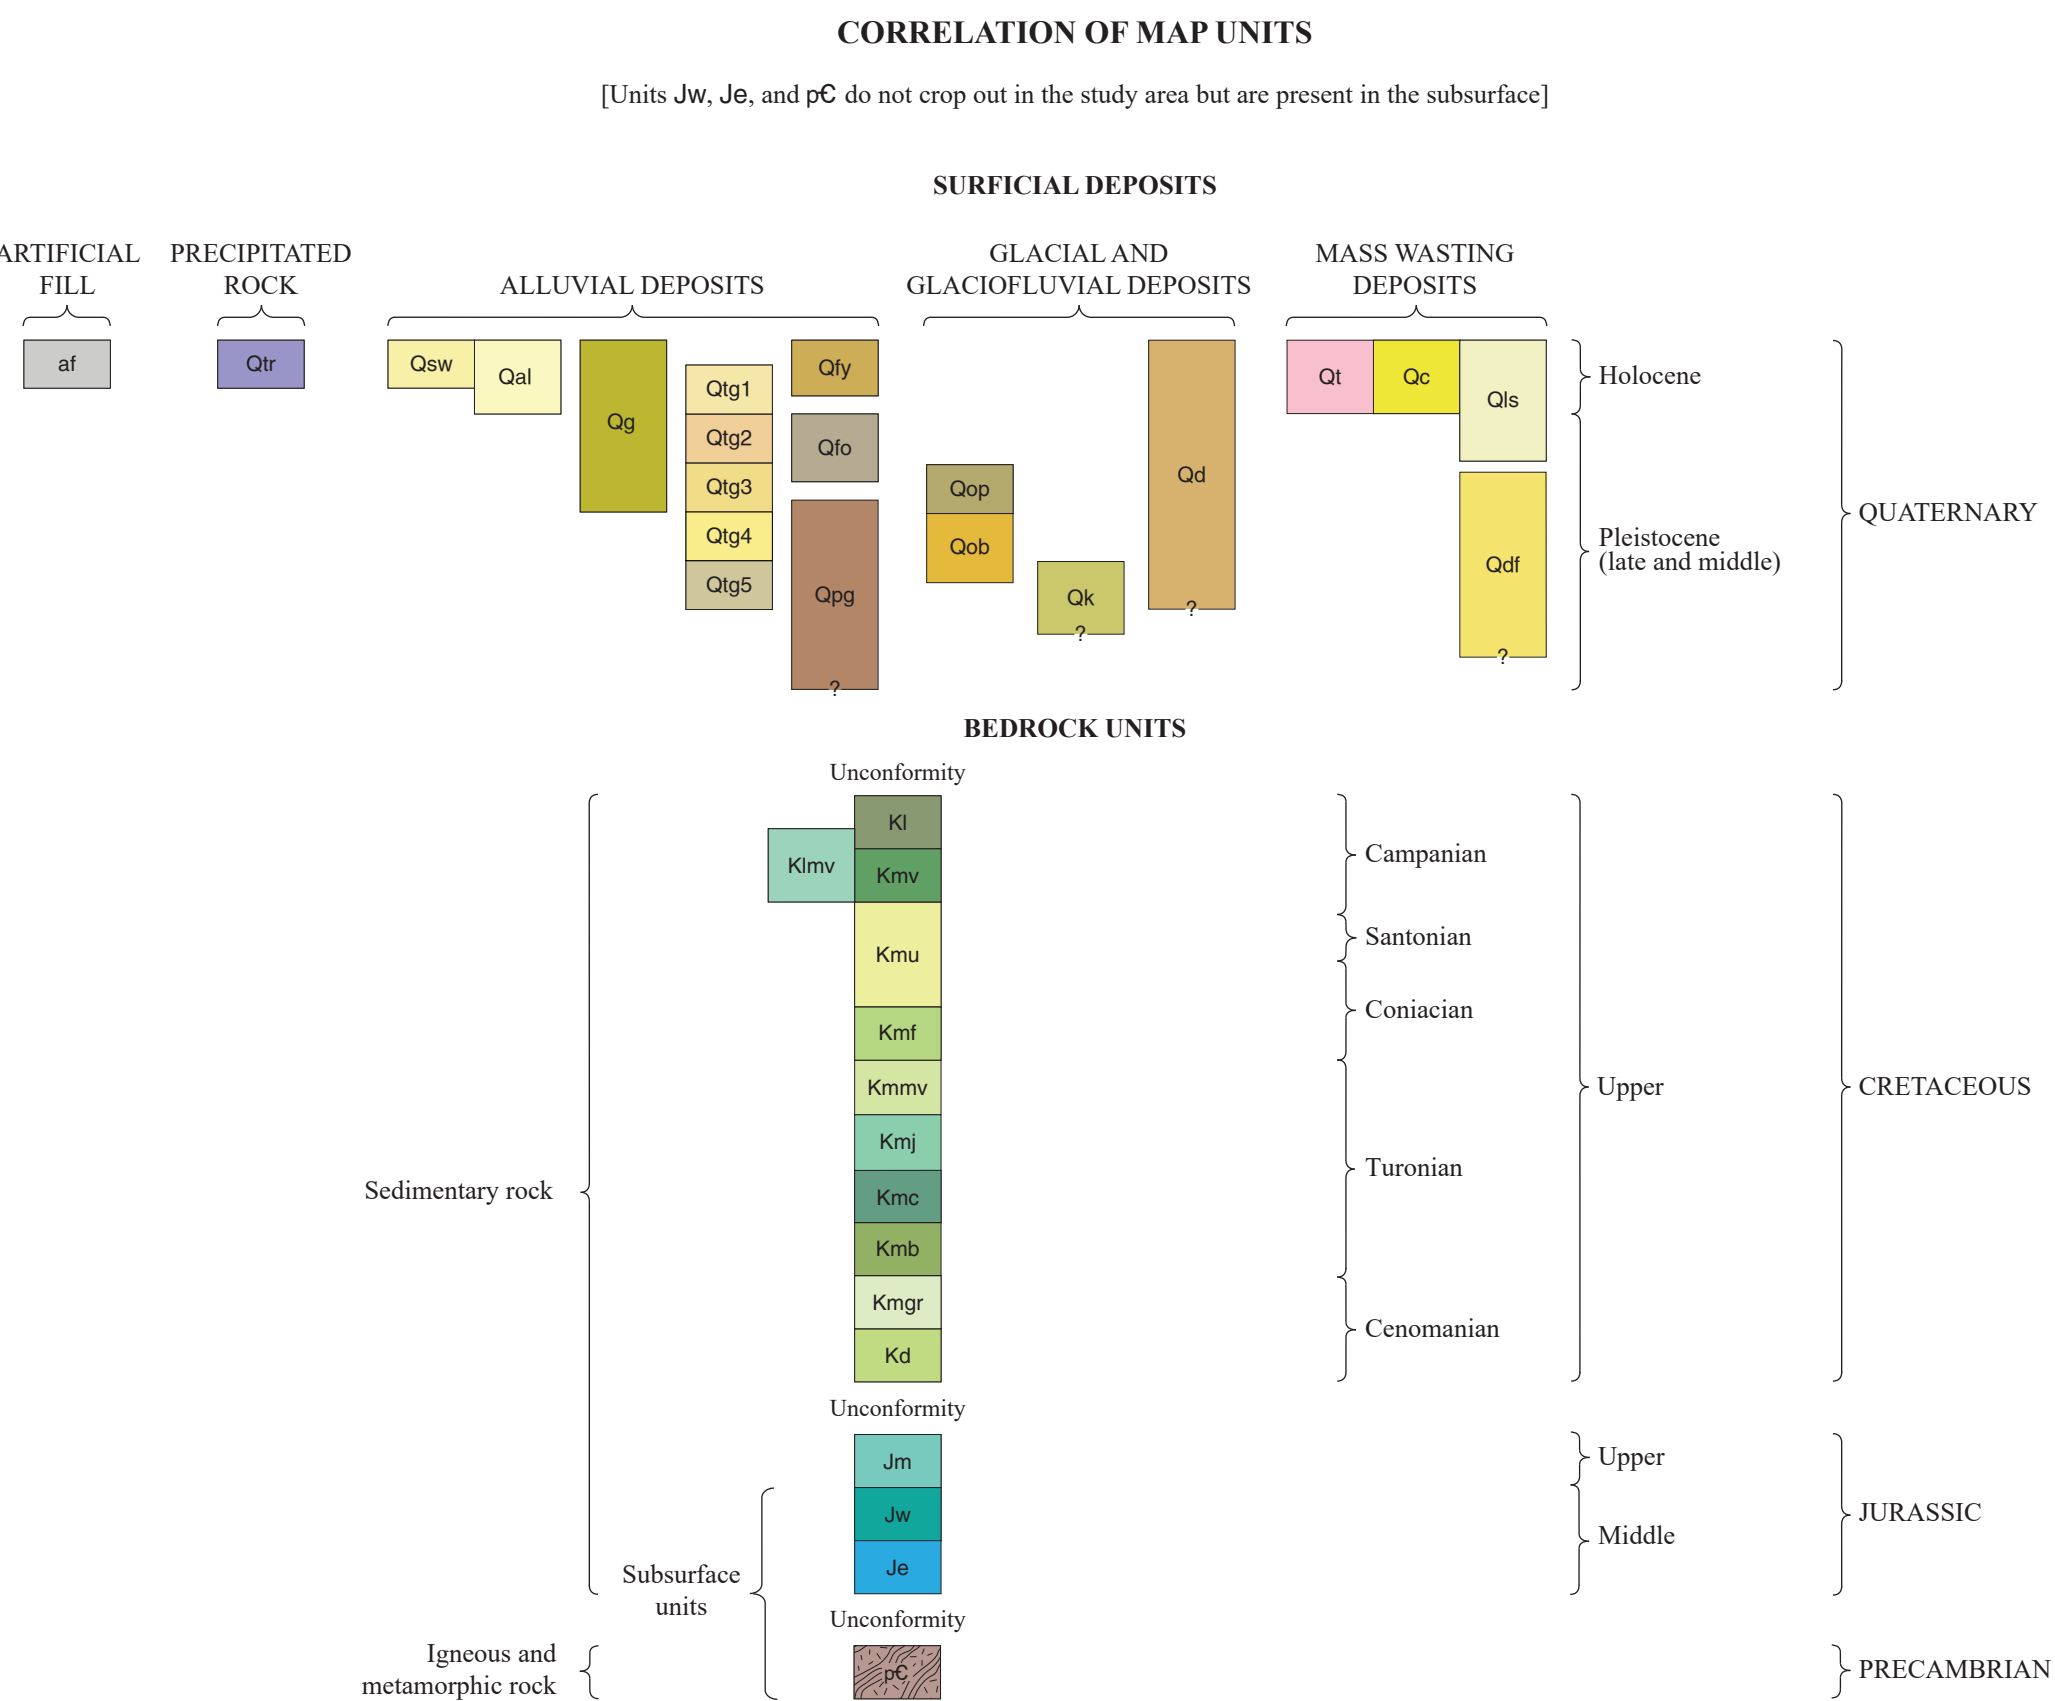 CORRELATION OF MAP UNITS
[Units Jw, Je, and p€ do not crop out in the study area but are present in the subsurface]
SURFICIAL DEPOSITS
ARTIFICIAL
FILL
PRECIPITATED
ROCK
ALLUVIAL DEPOSITS
GLACIAL AND
GLACIOFLUVIAL DEPOSITS
MASS WASTING
DEPOSITS
af
Qtr
Qsw
Qal
Qg
Qtg1
Qtg2
Qtg3
Qtg4
Qtg5
Qfy
Qfo
Qpg
?
Qop
Qob
Qk
?
Qd
?
Qt
Qc
Qls
Qdf
?
Holocene
Pleistocene
(late and middle)
QUATERNARY
BEDROCK UNITS
Unconformity
Kl
Klmv
Kmv
Kmu
Kmf
Kmmv
Kmj
Kmc
Kmb
Kmgr
Kd
Campanian
Santonian
Coniacian
Turonian
Cenomanian
Upper
CRETACEOUS
Sedimentary rock
Unconformity
Jm
Jw
Je
Upper
Middle
JURASSIC
Subsurface
units
Unconformity
Igneous and
metamorphic rock
p€
PRECAMBRIAN